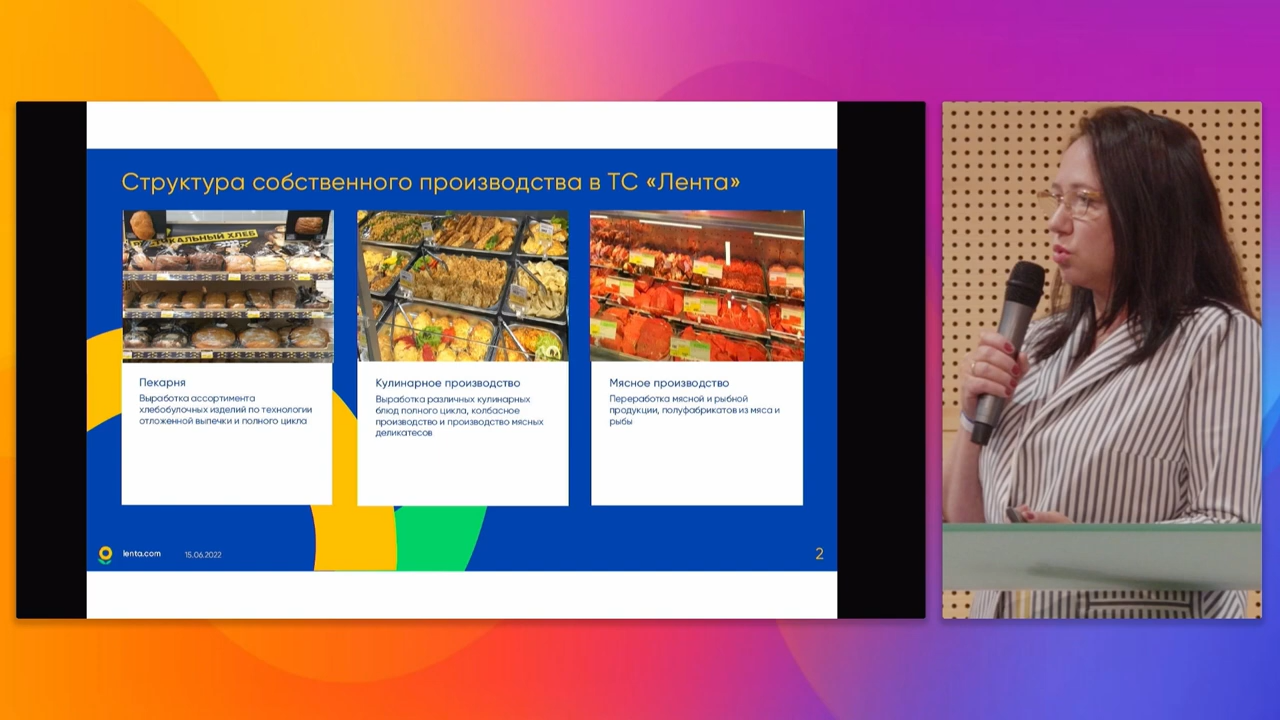 Структура собственного производства в ТС «Лента»
КАЛЬНЫЙ ХЛЕБ
Пекарня
Выработка ассортимента
хлебобулочных изделий по технологии
отложенной выпечки и полного цикла
Кулинарное производство
Выработка различных кулинарных
блюд полного цикла, колбасное
производство и производство мясных
деликатесов
Мясное производство
Переработка мясной и рыбной
продукции, полуфабрикатов из мяса и
рыбы
lenta.com
15.06.2022
2